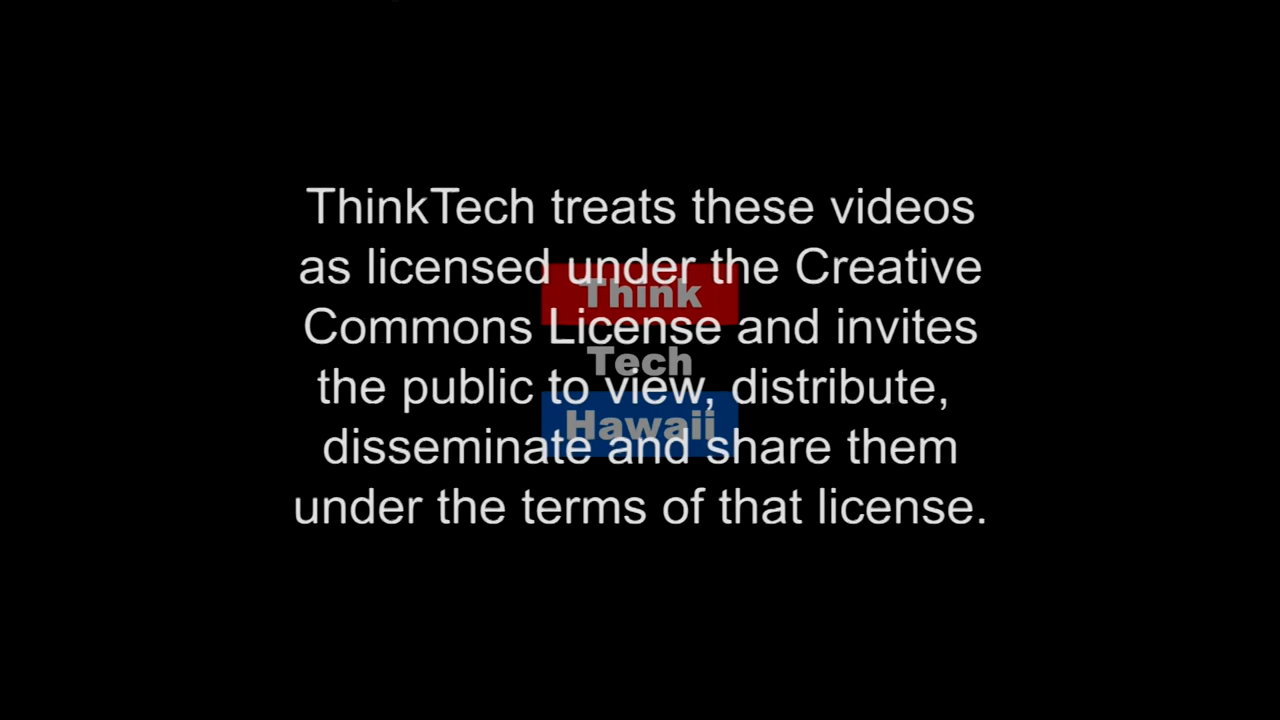 ThinkTech treats these videos
as licensed under the Creative
Commons License and invites
the public to view, distribute,
disseminate and share them
under the terms of that license.
Think
Tech
Hawaii